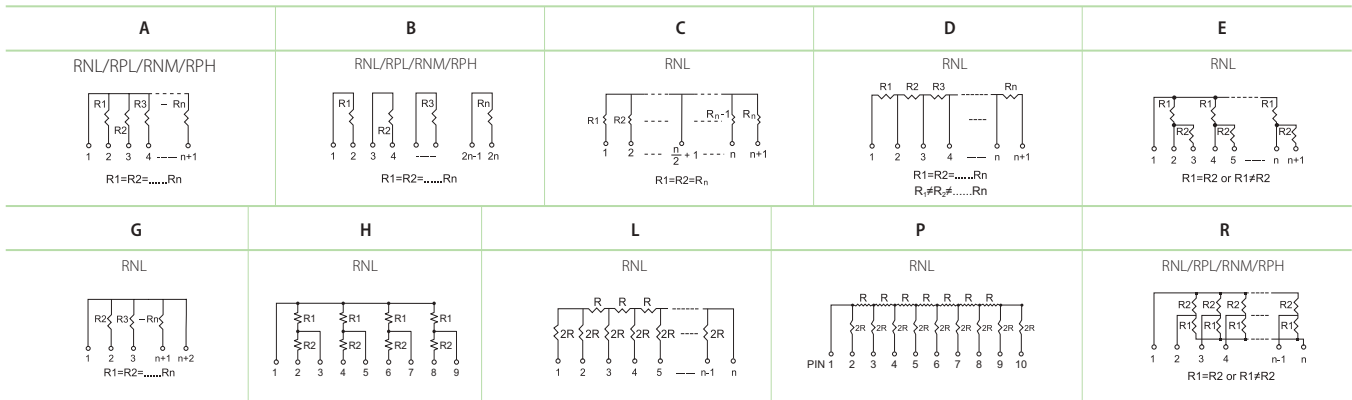 A B C D E
RNL/RPL/RNM/RPH RNL/RPL/RNM/RPH RNL RNL RNL
R1 R3 – Rn
R2
1 2 3 4 ---- n+1
R1=R2=......Rn
R1 R3 Rn
R2
1 2 3 4 ---- 2n-1 2n
R1 R2 ---- ---- Rn-1 Rn
1 2 ---- n/2 + 1 ---- n n+1
R1=R2=Rn
R1 R2 R3 Rn
----
1 2 3 4 ---- n n+1
R1=R2=......Rn
R1≠R2≠......Rn
R1 R1 R1
R2 R2 R2
1 2 3 4 5 ---- n n+1
R1=R2 or R1≠R2
G H L P R
RNL RNL RNL RNL RNL/RPL/RNM/RPH
R2 R3 –Rn
1 2 3 n+1 n+2
R1=R2=......Rn
R1 R1 R1 R1
R2 R2 R2 R2
1 2 3 4 5 6 7 8 9
R R R
2R 2R 2R 2R 2R ---- 2R
1 2 3 4 5 ---- n-1 n
R R R R R R R
2R 2R 2R 2R 2R 2R 2R 2R 2R
PIN 1 2 3 4 5 6 7 8 9 10
R2 R2 R2 R2
R1 R1 R1 ---- R1
1 2 3 4 n-1 n
R1=R2 or R1≠R2